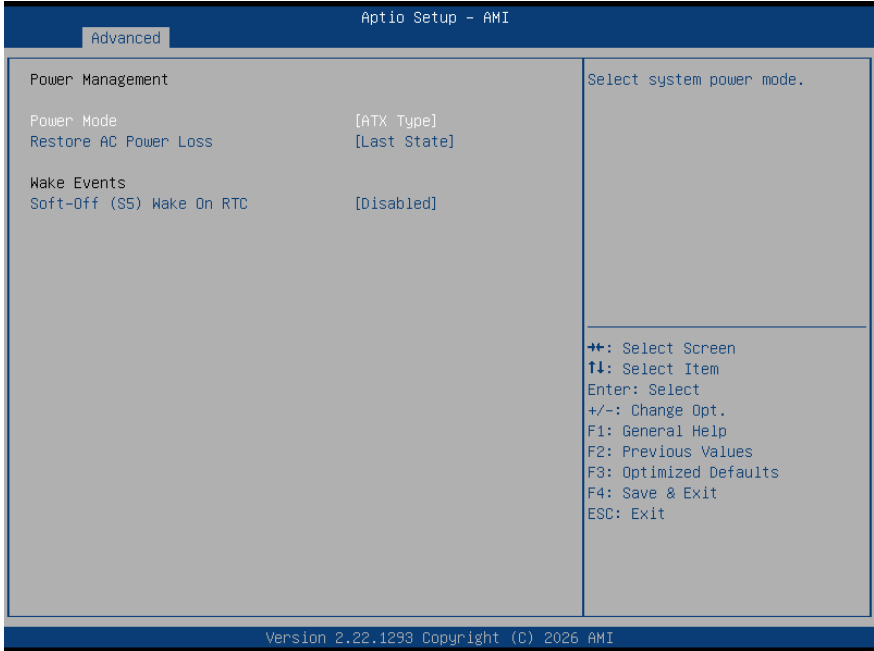 Aptio Setup – AMI
Advanced
Power Management
Power Mode [ATX Type]
Restore AC Power Loss [Last State]
Wake Events
Soft-Off (S5) Wake On RTC [Disabled]
Select system power mode.
→←: Select Screen
↑↓: Select Item
Enter: Select
+/-: Change Opt.
F1: General Help
F2: Previous Values
F3: Optimized Defaults
F4: Save & Exit
ESC: Exit
Version 2.22.1293 Copyright (C) 2026 AMI